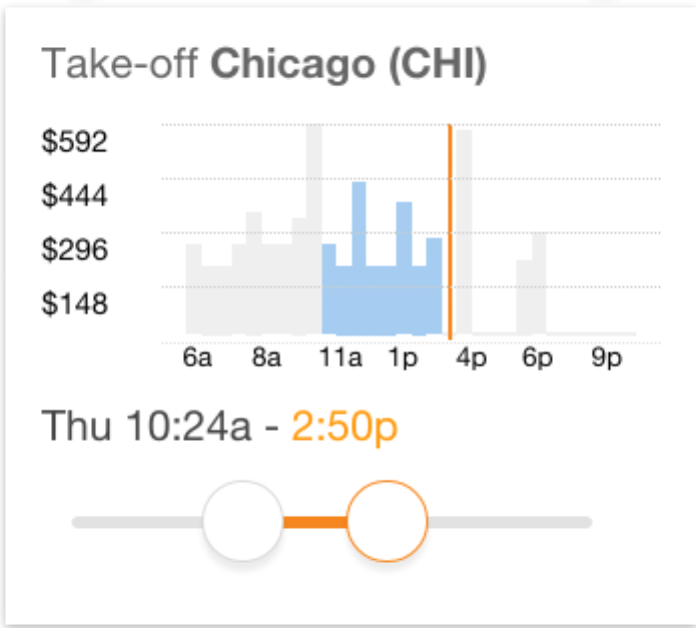 Take-off Chicago (CHI)
$592
$444
$296
$148
6a 8a 11a 1p 4p 6p 9p
Thu 10:24a - 2:50p